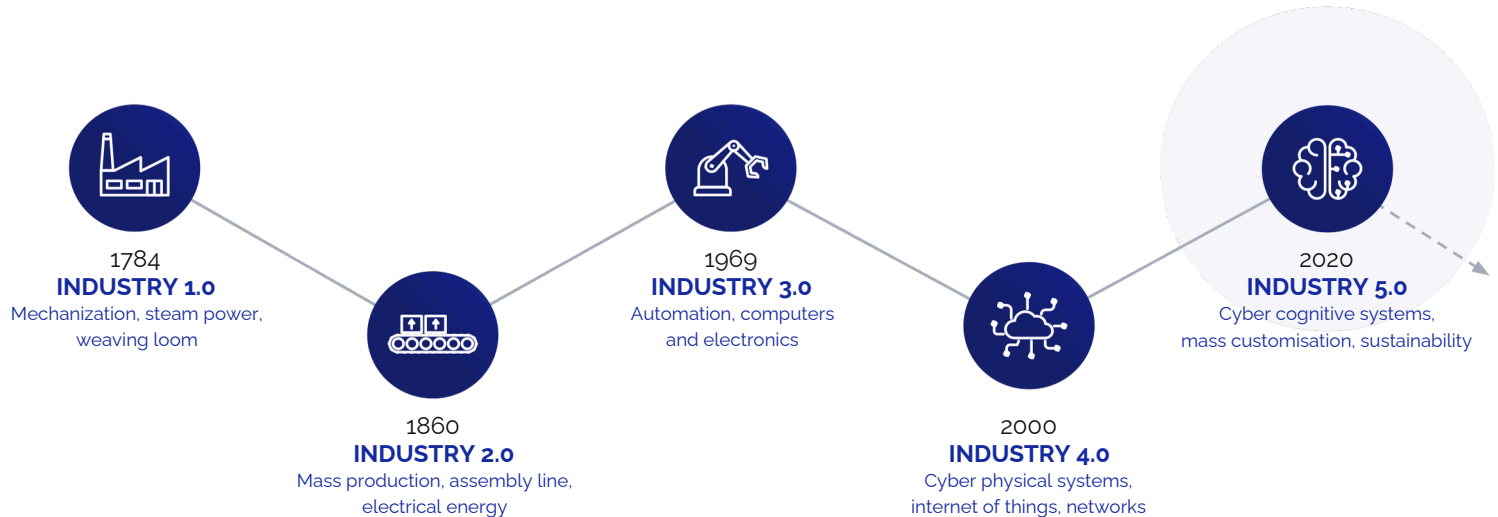 1784
INDUSTRY 1.0
Mechanization, steam power,
weaving loom
1860
INDUSTRY 2.0
Mass production, assembly line,
electrical energy
1969
INDUSTRY 3.0
Automation, computers
and electronics
2000
INDUSTRY 4.0
Cyber physical systems,
internet of things, networks
2020
INDUSTRY 5.0
Cyber cognitive systems,
mass customisation, sustainability